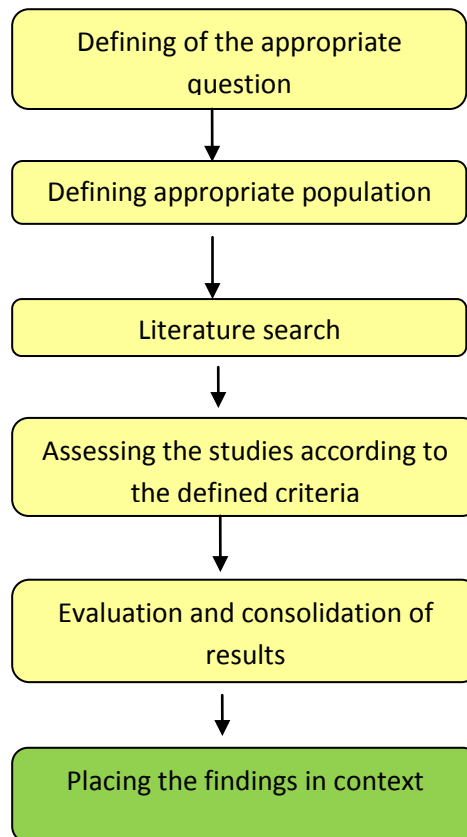 Defining of the appropriate
question
Defining appropriate population
Literature search
Assessing the studies according to
the defined criteria
Evaluation and consolidation of
results
Placing the findings in context